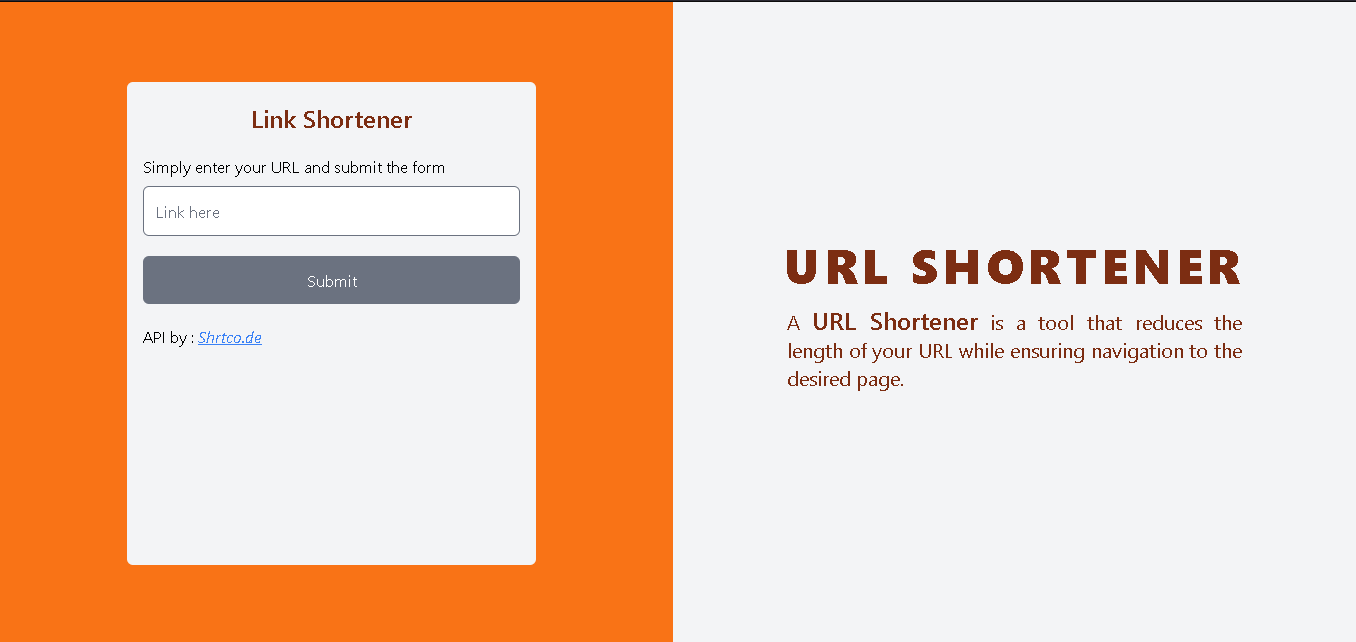 Link Shortener
Simply enter your URL and submit the form
Link here
Submit
API by : Shrtco.de
URL SHORTENER
A URL Shortener is a tool that reduces the
length of your URL while ensuring navigation to the
desired page.